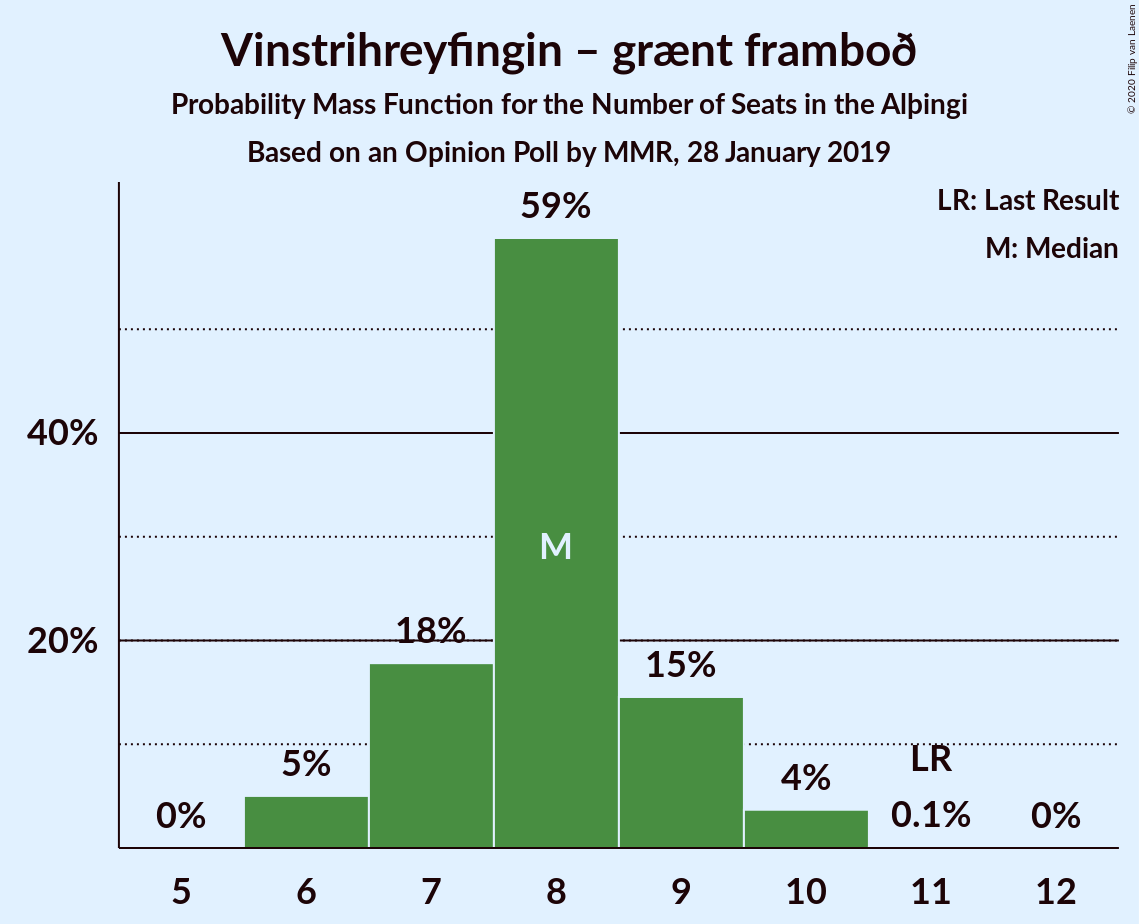 Vinstrihreyfingin – grænt framboð
Probability Mass Function for the Number of Seats in the Alþingi
Based on an Opinion Poll by MMR, 28 January 2019
© 2020 Filip van Laenen
LR: Last Result
M: Median
59%
40%
M
20%
18%
15%
5%
4%
LR
0%
0.1%
0%
5 6 7 8 9 10 11 12